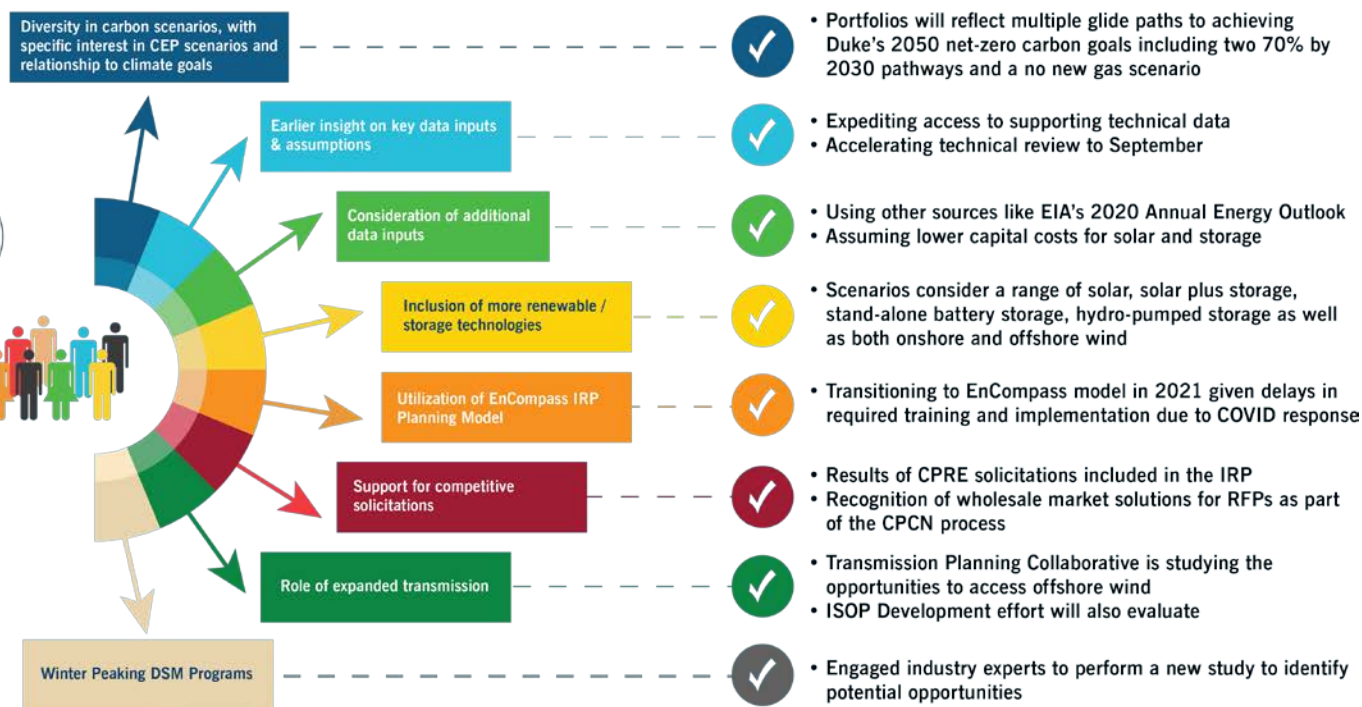 Diversity in carbon scenarios, with
specific interest in CEP scenarios and
relationship to climate goals
• Portfolios will reflect multiple glide paths to achieving
Duke's 2050 net-zero carbon goals including two 70% by
2030 pathways and a no new gas scenario
Earlier insight on key data inputs
& assumptions
• Expediting access to supporting technical data
• Accelerating technical review to September
Consideration of additional
data inputs
• Using other sources like EIA's 2020 Annual Energy Outlook
• Assuming lower capital costs for solar and storage
Inclusion of more renewable /
storage technologies
• Scenarios consider a range of solar, solar plus storage,
stand-alone battery storage, hydro-pumped storage as well
as both onshore and offshore wind
Utilization of EnCompass IRP
Planning Model
• Transitioning to EnCompass model in 2021 given delays in
required training and implementation due to COVID response
Support for competitive
solicitations
• Results of CPRE solicitations included in the IRP
• Recognition of wholesale market solutions for RFPs as part
of the CPCN process
Role of expanded transmission
• Transmission Planning Collaborative is studying the
opportunities to access offshore wind
• ISOP Development effort will also evaluate
Winter Peaking DSM Programs
• Engaged industry experts to perform a new study to identify
potential opportunities